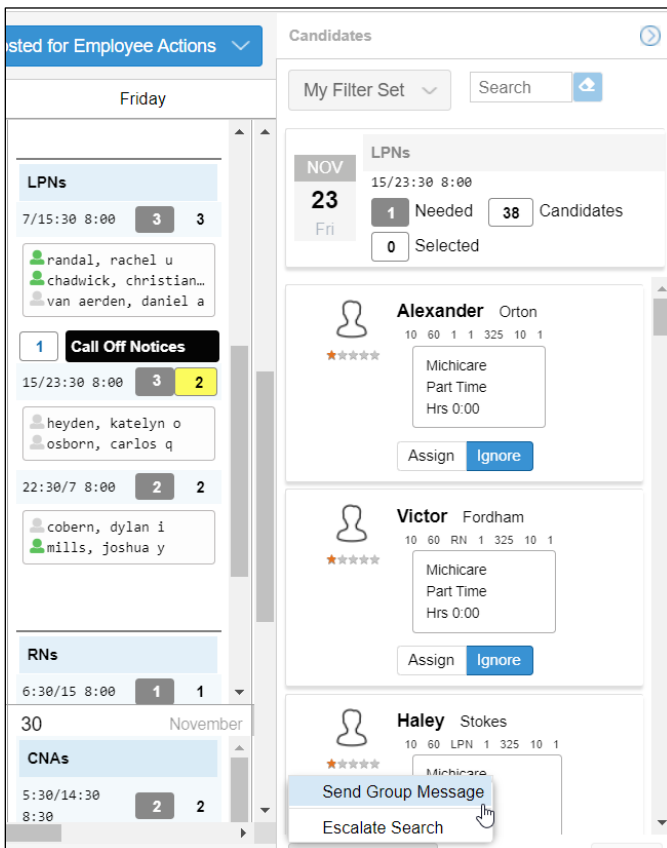 osted for Employee Actions
Friday
LPNs
7/15:30 8:00 3 3
randal, rachel u
chadwick, christian…
van aerden, daniel a
1 Call Off Notices
15/23:30 8:00 3 2
heyden, katelyn o
osborn, carlos q
22:30/7 8:00 2 2
cobern, dylan i
mills, joshua y
RNs
6:30/15 8:00 1 1
30 November
CNAs
5:30/14:30
8:30
2 2
Candidates
My Filter Set
Search
NOV
23
Fri
LPNs
15/23:30 8:00
1 Needed 38 Candidates
0 Selected
Alexander Orton
10 60 1 1 325 10 1
Michicare
Part Time
Hrs 0:00
Assign Ignore
Victor Fordham
10 60 RN 1 325 10 1
Michicare
Part Time
Hrs 0:00
Assign Ignore
Haley Stokes
10 60 LPN 1 325 10 1
Michicare
Send Group Message
Escalate Search